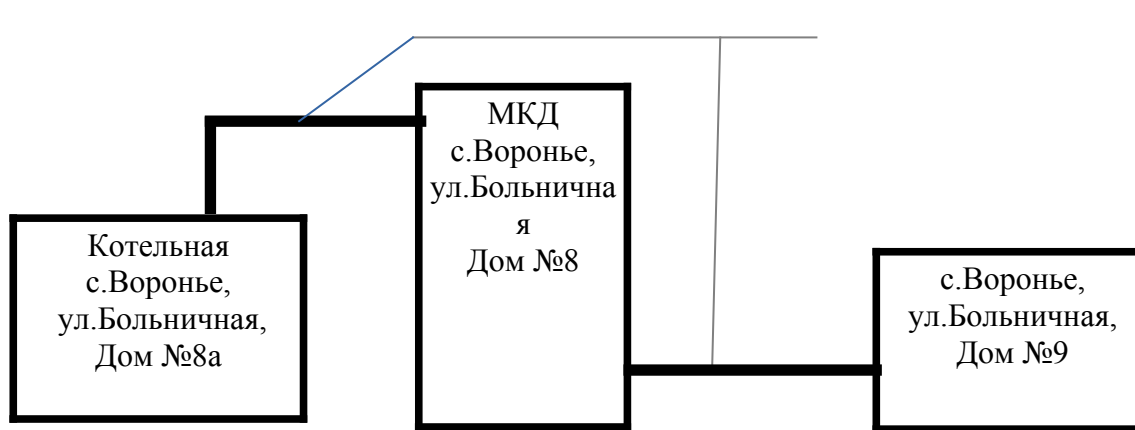 МКД
с.Воронье,
ул.Больнична
я
Дом №8
Котельная
с.Воронье,
ул.Больничная,
Дом №8а
с.Воронье,
ул.Больничная,
Дом №9